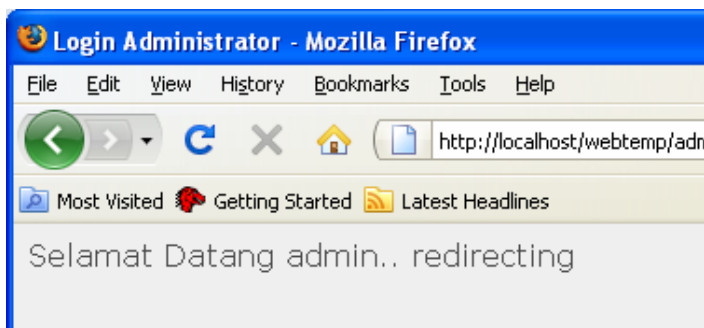 Login Administrator - Mozilla Firefox
File Edit View History Bookmarks Tools Help
http://localhost/webtemp/adm
Most Visited Getting Started Latest Headlines
Selamat Datang admin.. redirecting